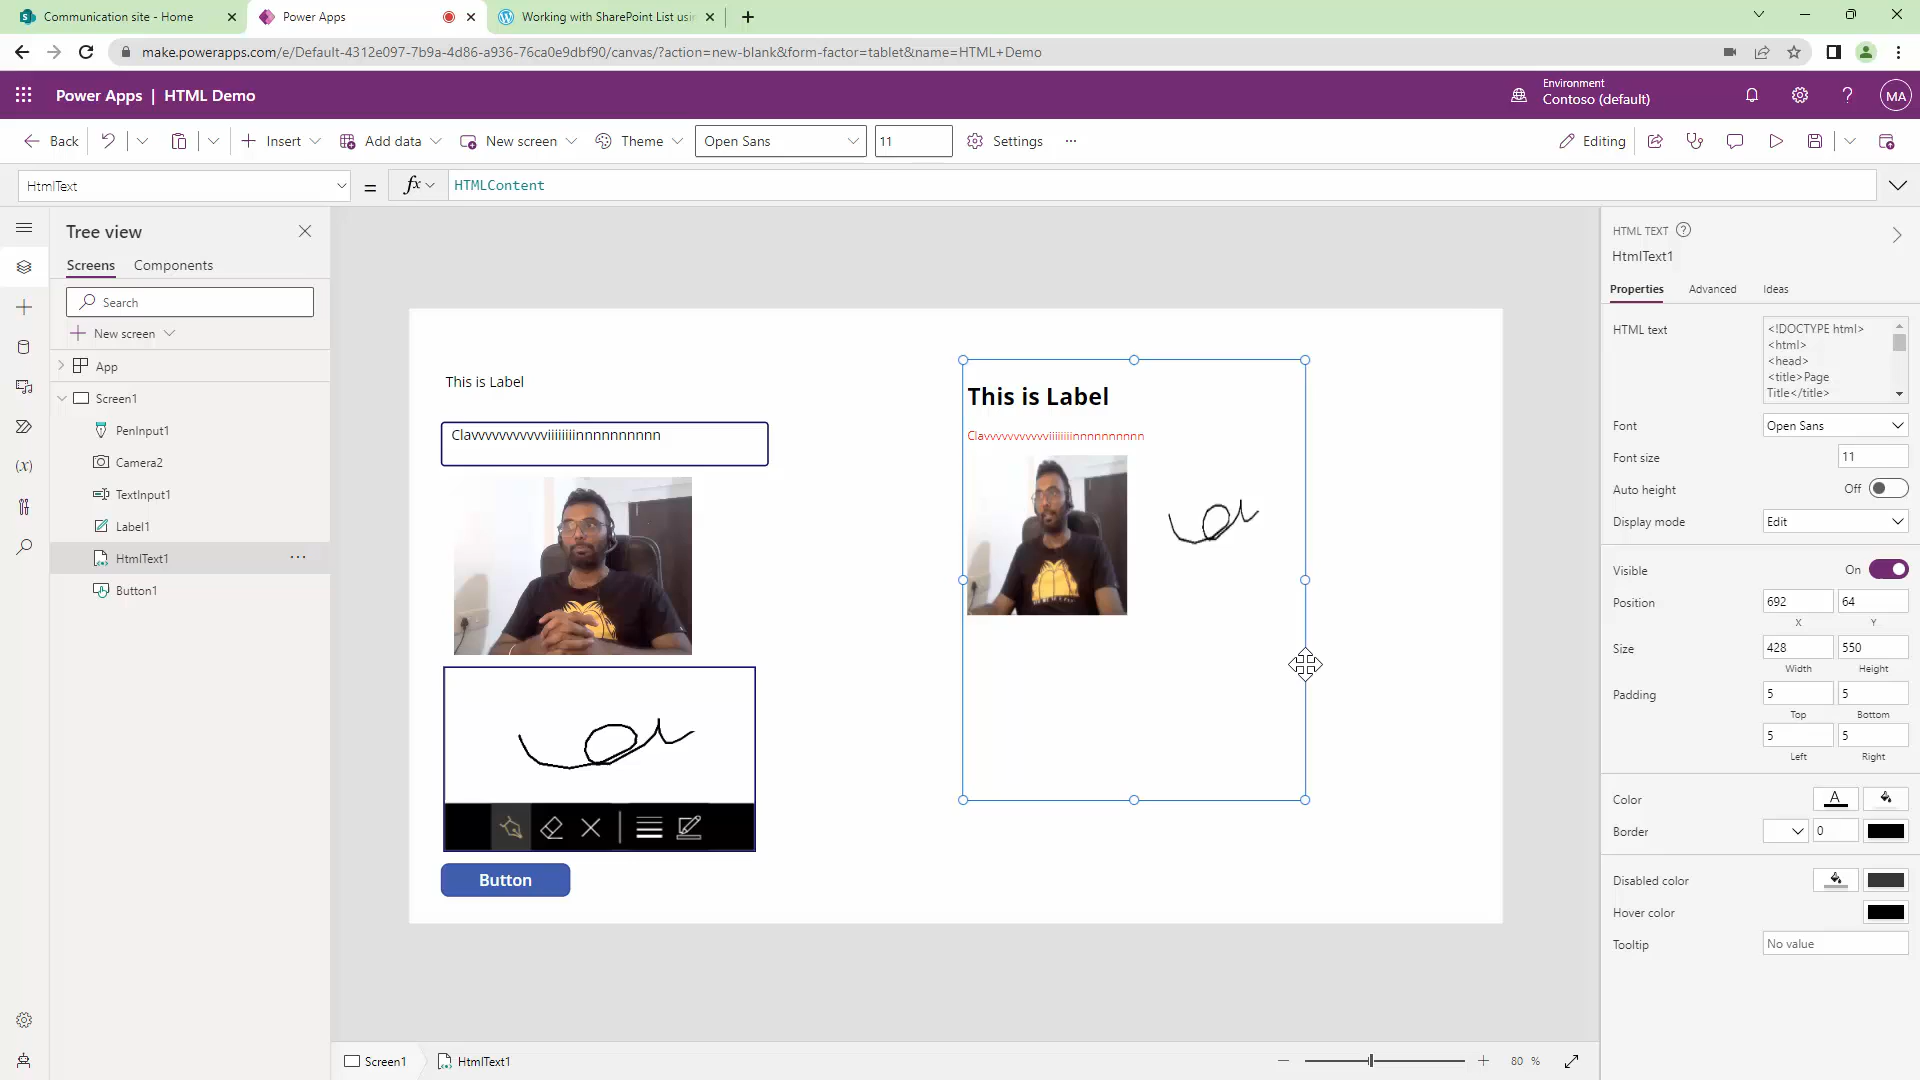 Communication site - Home
Power Apps
Working with SharePoint List usin
make.powerapps.com/e/Default-4312e097-7b9a-4d86-a936-76ca0e9dbf90/canvas/?action=new-blank&form-factor=tablet&name=HTML+Demo
Power Apps | HTML Demo
Environment
Contoso (default)
MA
Back
Insert
Add data
New screen
Theme
Open Sans
11
Settings
Editing
HtmlText
= fx
HTMLContent
Tree view
Screens
Components
Search
New screen
App
Screen1
PenInput1
Camera2
TextInput1
Label1
HtmlText1
Button1
This is Label
Clavvvvvvvvvviiiiiiiinnnnnnnnnn
Button
This is Label
Clavvvvvvvvvviiiiiiiinnnnnnnnnn
HTML TEXT
HtmlText1
Properties
Advanced
Ideas
HTML text
<!DOCTYPE html>
<html>
<head>
<title>Page
Title</title>
Font
Open Sans
Font size
11
Auto height
Off
Display mode
Edit
Visible
On
Position
692
64
X
Y
Size
428
550
Width
Height
Padding
5
5
Top
Bottom
5
5
Left
Right
Color
Border
0
Disabled color
Hover color
Tooltip
No value
Screen1
HtmlText1
80 %